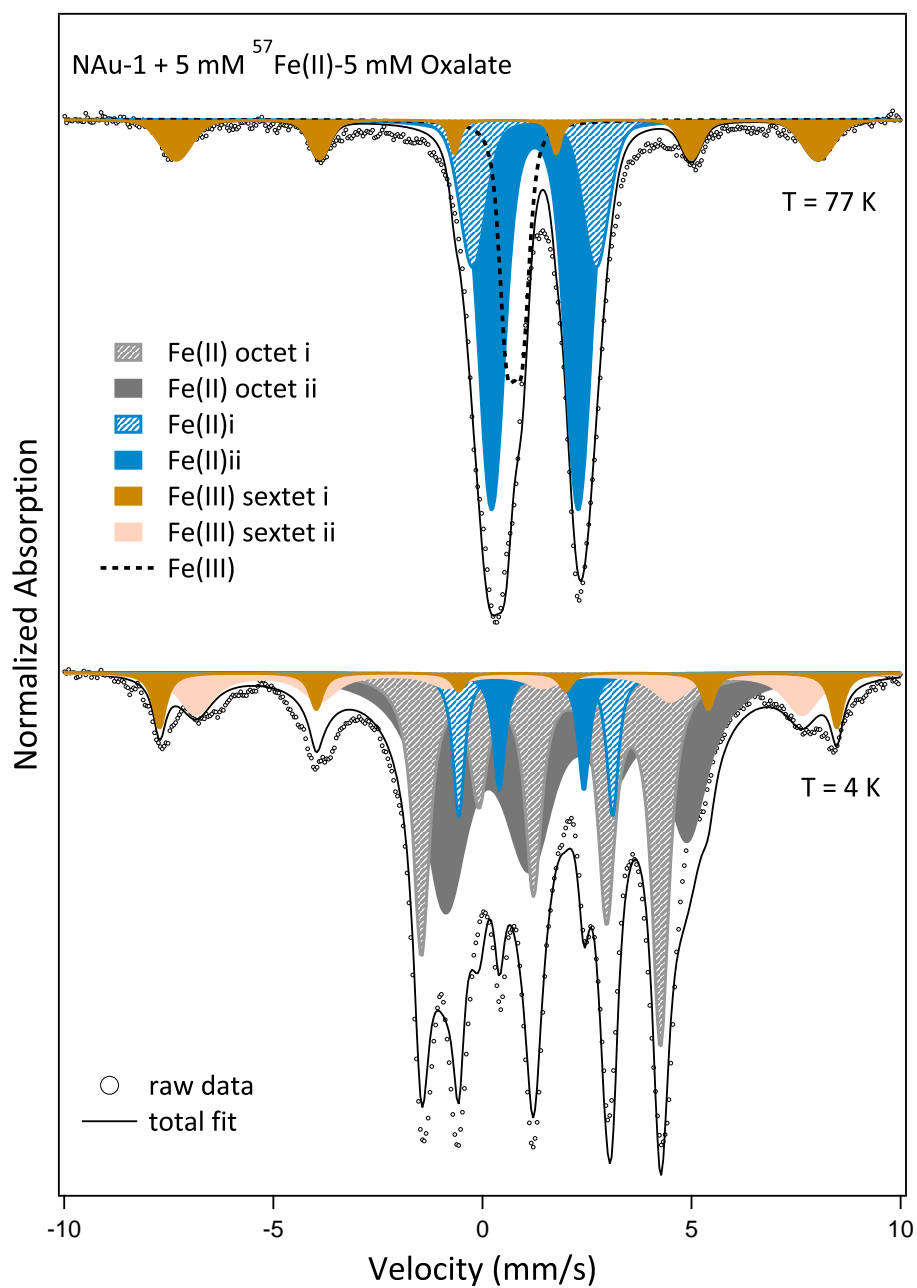 NAu-1 + 5 mM ⁵⁷Fe(II)-5 mM Oxalate
T = 77 K
Fe(II) octet i
Fe(II) octet ii
Fe(II)i
Fe(II)ii
Fe(III) sextet i
Fe(III) sextet ii
Fe(III)
Normalized Absorption
T = 4 K
raw data
total fit
-10 -5 0 5 10
Velocity (mm/s)